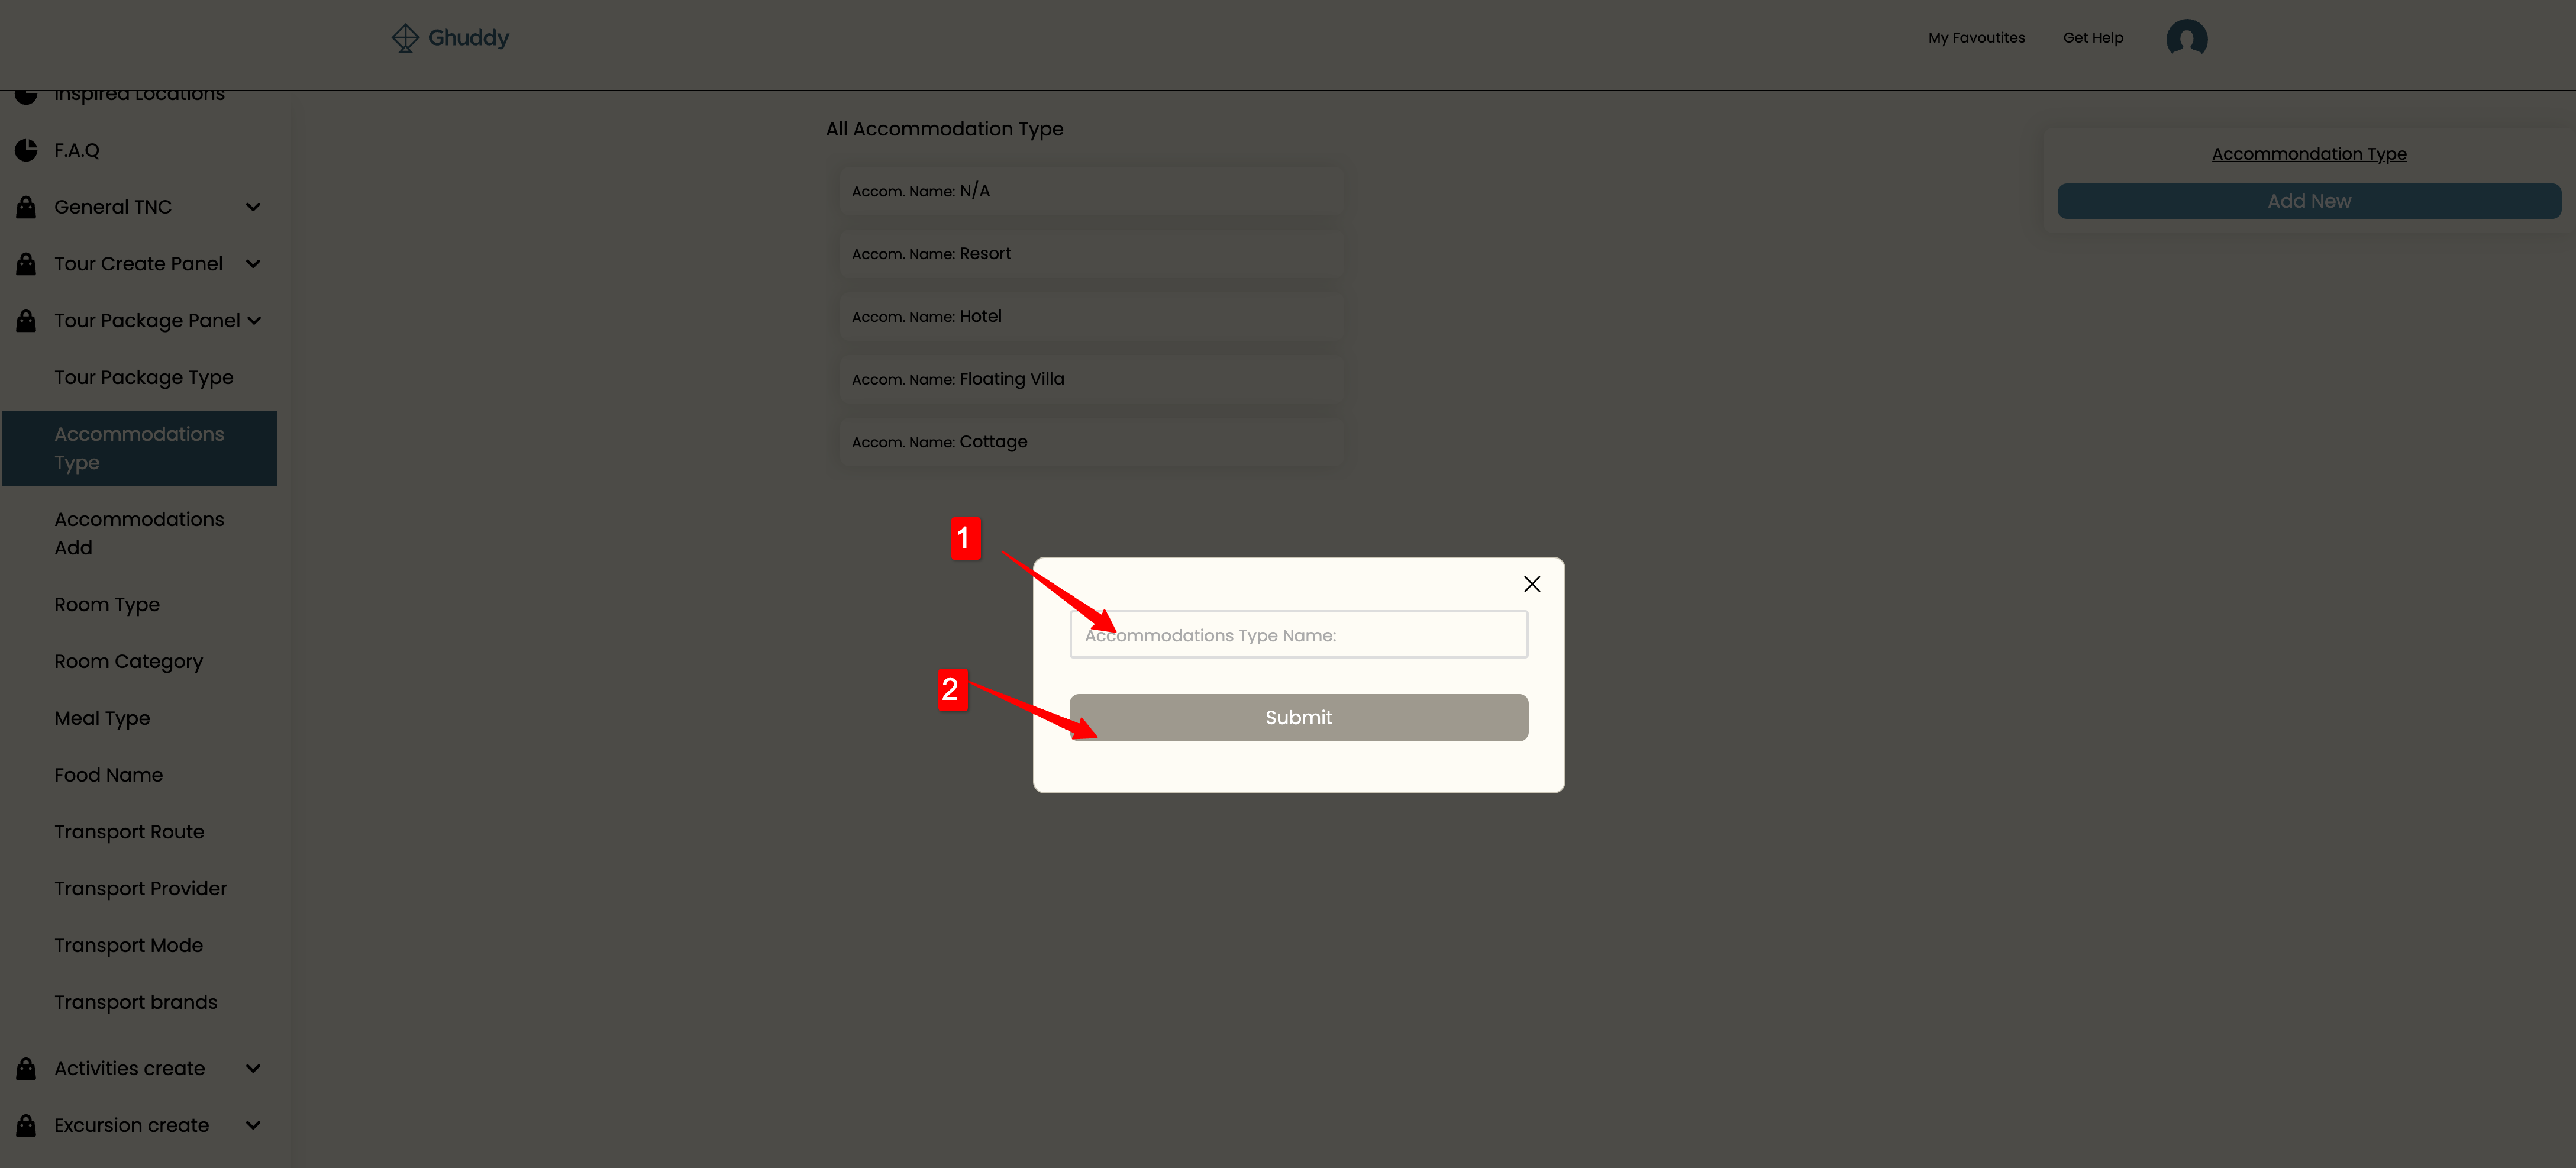 Ghuddy
My Favoutites
Get Help
Inspired Locations
F.A.Q
General TNC
Tour Create Panel
Tour Package Panel
Tour Package Type
Accommodations
Type
Accommodations
Add
Room Type
Room Category
Meal Type
Food Name
Transport Route
Transport Provider
Transport Mode
Transport brands
Activities create
Excursion create
All Accommodation Type
Accom. Name: N/A
Accom. Name: Resort
Accom. Name: Hotel
Accom. Name: Floating Villa
Accom. Name: Cottage
Accommondation Type
Add New
1
Accommodations Type Name:
2
Submit